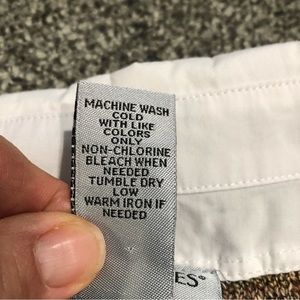 MACHINE WASH
COLD
WITH LIKE
COLORS
ONLY
NON-CHLORINE
BLEACH WHEN
NEEDED
TUMBLE DRY
LOW
WARM IRON IF
NEEDED
ES®